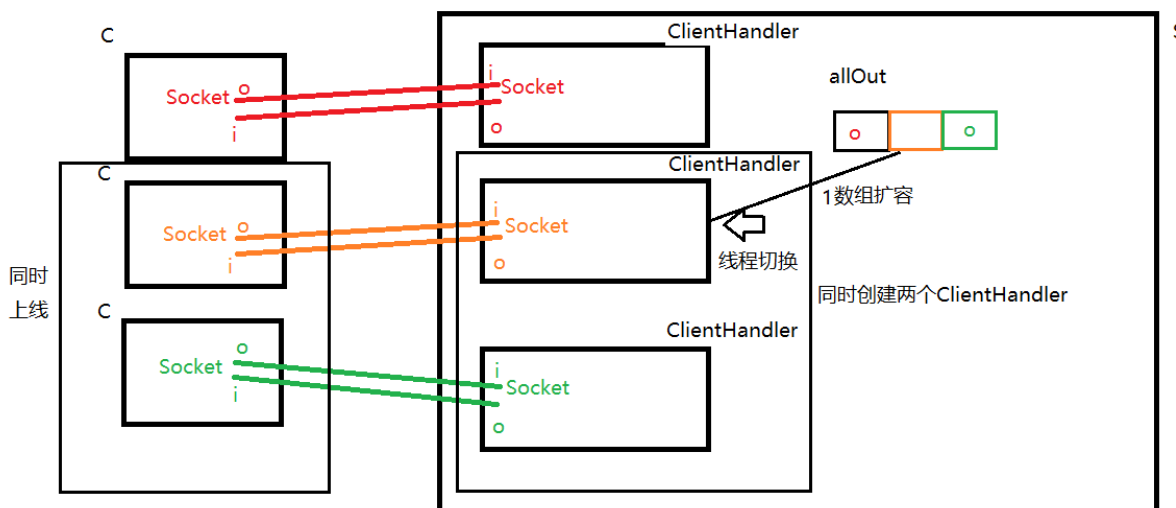 C
ClientHandler
S
Socket
o
i
i
Socket
o
allOut
o
o
C
ClientHandler
Socket
o
i
i
Socket
o
1数组扩容
线程切换
同时
上线
同时创建两个ClientHandler
C
ClientHandler
Socket
o
i
i
Socket
o